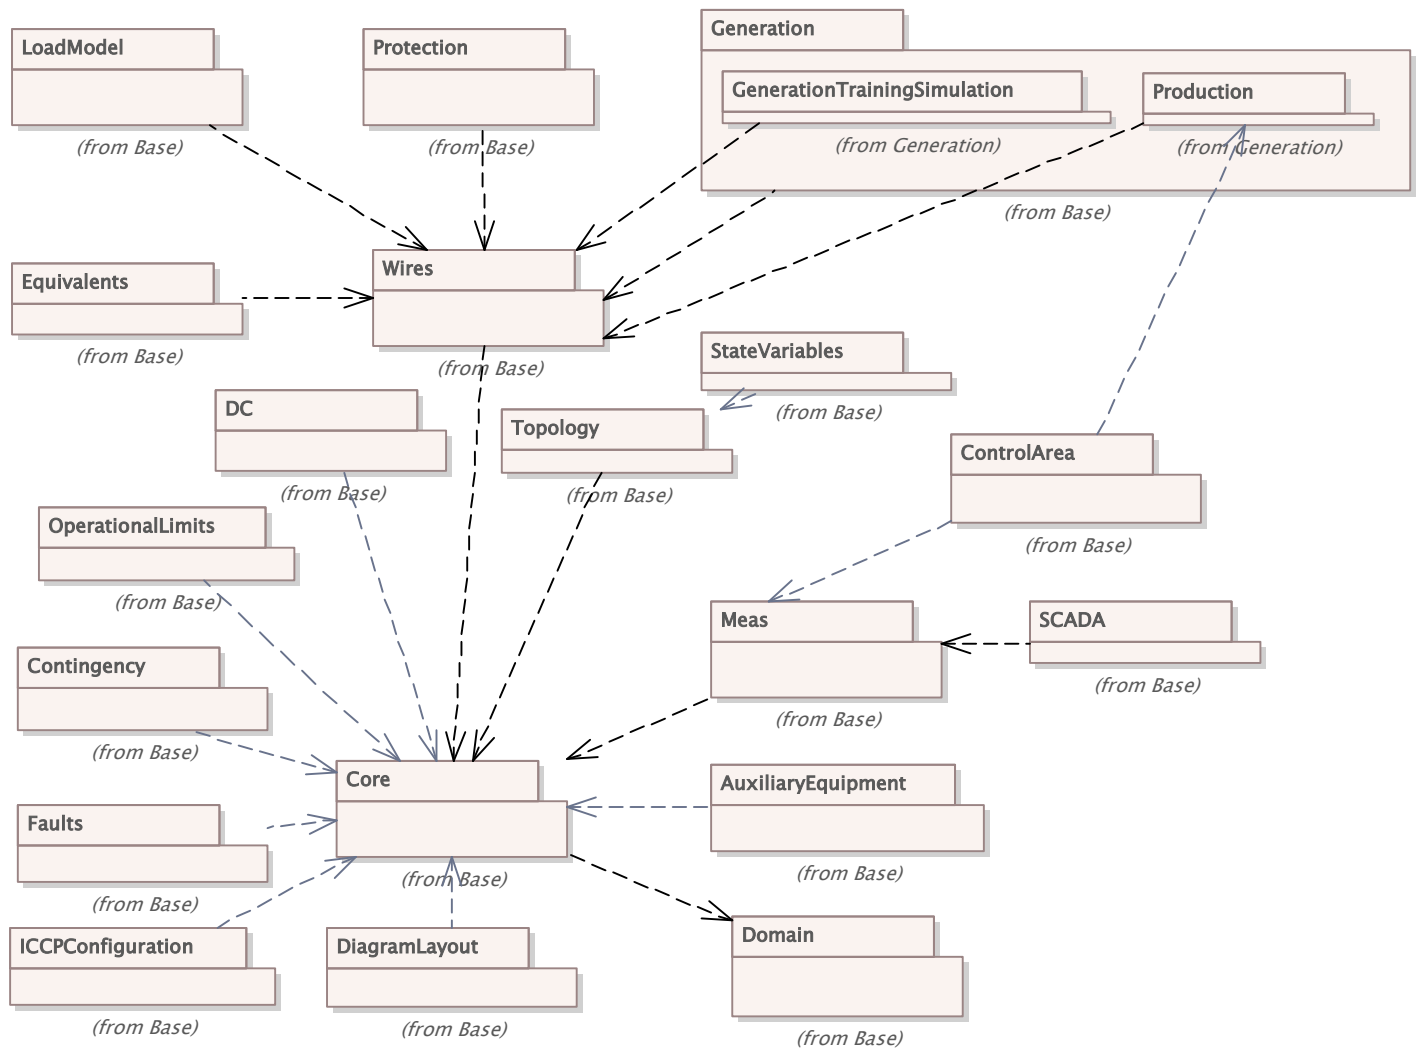 LoadModel
(from Base)
Protection
(from Base)
Generation
GenerationTrainingSimulation
(from Generation)
Production
(from Generation)
(from Base)
Equivalents
(from Base)
Wires
(from Base)
StateVariables
(from Base)
DC
(from Base)
Topology
(from Base)
ControlArea
(from Base)
OperationalLimits
(from Base)
Meas
(from Base)
SCADA
(from Base)
Contingency
(from Base)
Core
(from Base)
AuxiliaryEquipment
(from Base)
Faults
(from Base)
ICCPConfiguration
(from Base)
DiagramLayout
(from Base)
Domain
(from Base)